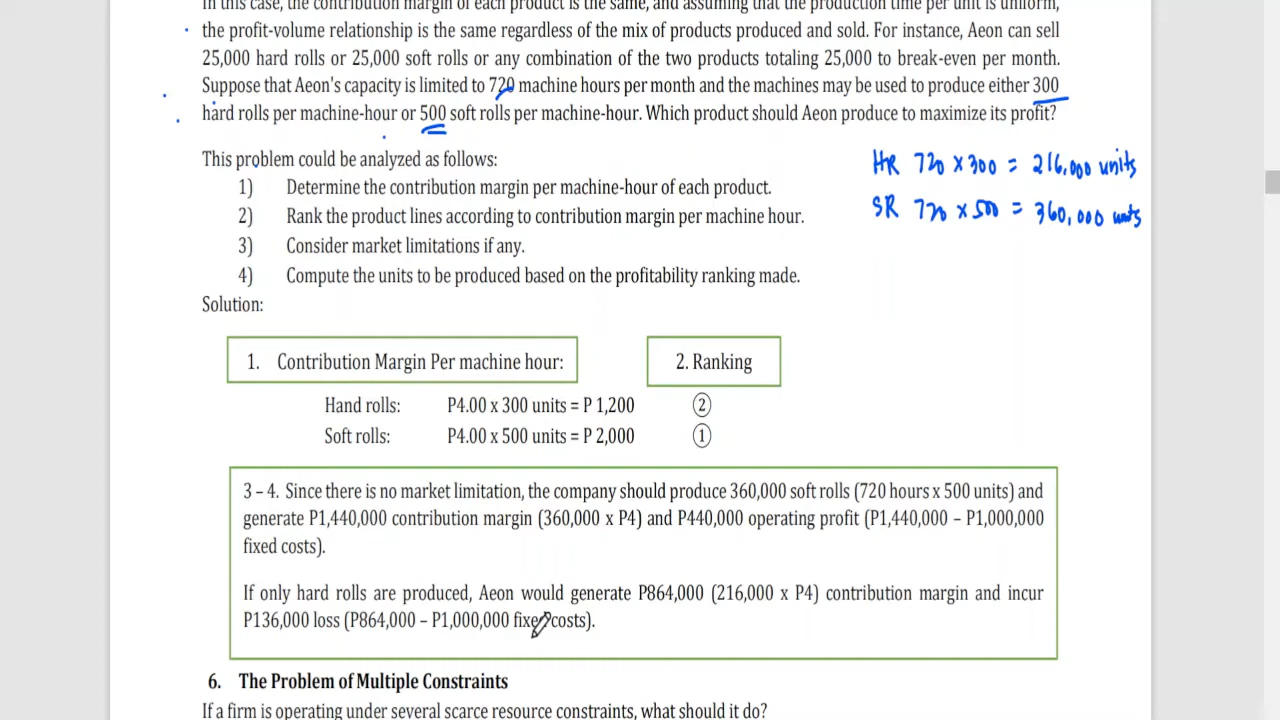 In this case, the contribution margin of each product is the same, and assuming that the production time per unit is uniform,
the profit-volume relationship is the same regardless of the mix of products produced and sold. For instance, Aeon can sell
25,000 hard rolls or 25,000 soft rolls or any combination of the two products totaling 25,000 to break-even per month.
Suppose that Aeon's capacity is limited to 720 machine hours per month and the machines may be used to produce either 300
hard rolls per machine-hour or 500 soft rolls per machine-hour. Which product should Aeon produce to maximize its profit?
This problem could be analyzed as follows:
1) Determine the contribution margin per machine-hour of each product.
2) Rank the product lines according to contribution margin per machine hour.
3) Consider market limitations if any.
4) Compute the units to be produced based on the profitability ranking made.
HR 720 x 300 = 216,000 units
SR 720 x 500 = 360,000 units
Solution:
1. Contribution Margin Per machine hour:
2. Ranking
Hand rolls: P4.00 x 300 units = P 1,200 2
Soft rolls: P4.00 x 500 units = P 2,000 1
3 – 4. Since there is no market limitation, the company should produce 360,000 soft rolls (720 hours x 500 units) and
generate P1,440,000 contribution margin (360,000 x P4) and P440,000 operating profit (P1,440,000 – P1,000,000
fixed costs).
If only hard rolls are produced, Aeon would generate P864,000 (216,000 x P4) contribution margin and incur
P136,000 loss (P864,000 – P1,000,000 fixed costs).
6. The Problem of Multiple Constraints
If a firm is operating under several scarce resource constraints, what should it do?